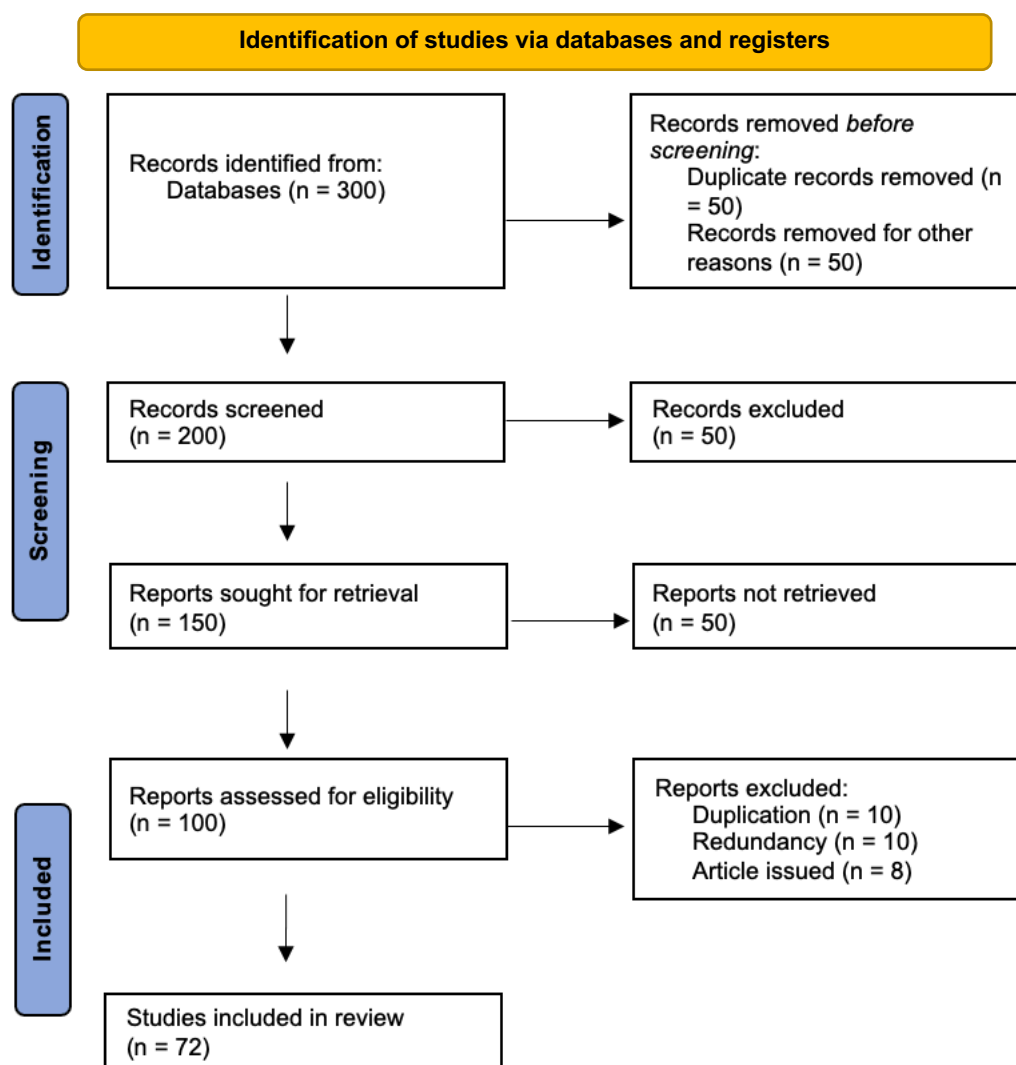 Identification of studies via databases and registers
Identification
Records identified from:
Databases (n = 300)
Records removed before
screening:
Duplicate records removed (n
= 50)
Records removed for other
reasons (n = 50)
Screening
Records screened
(n = 200)
Records excluded
(n = 50)
Reports sought for retrieval
(n = 150)
Reports not retrieved
(n = 50)
Included
Reports assessed for eligibility
(n = 100)
Reports excluded:
Duplication (n = 10)
Redundancy (n = 10)
Article issued (n = 8)
Studies included in review
(n = 72)